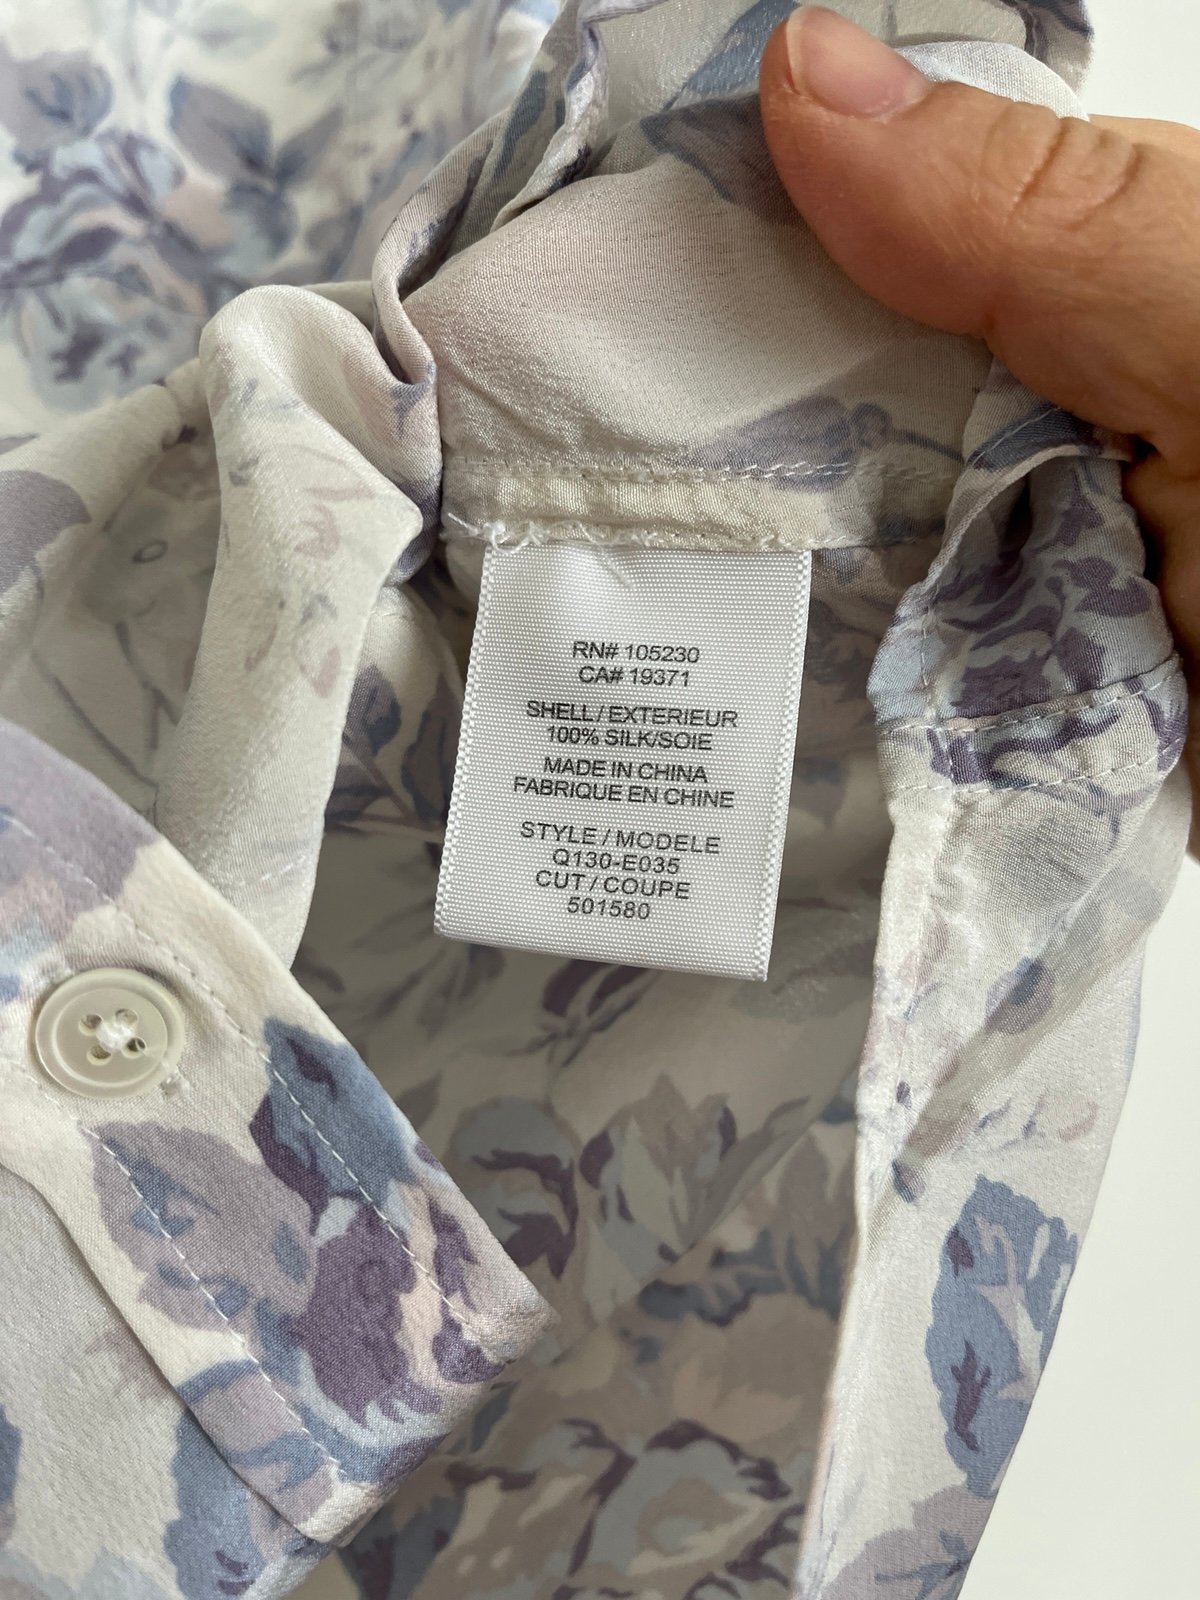 RN# 105230
CA# 19371
SHELL / EXTERIEUR
100% SILK/SOIE
MADE IN CHINA
FABRIQUE EN CHINE
STYLE / MODELE
Q130-E035
CUT / COUPE
501580